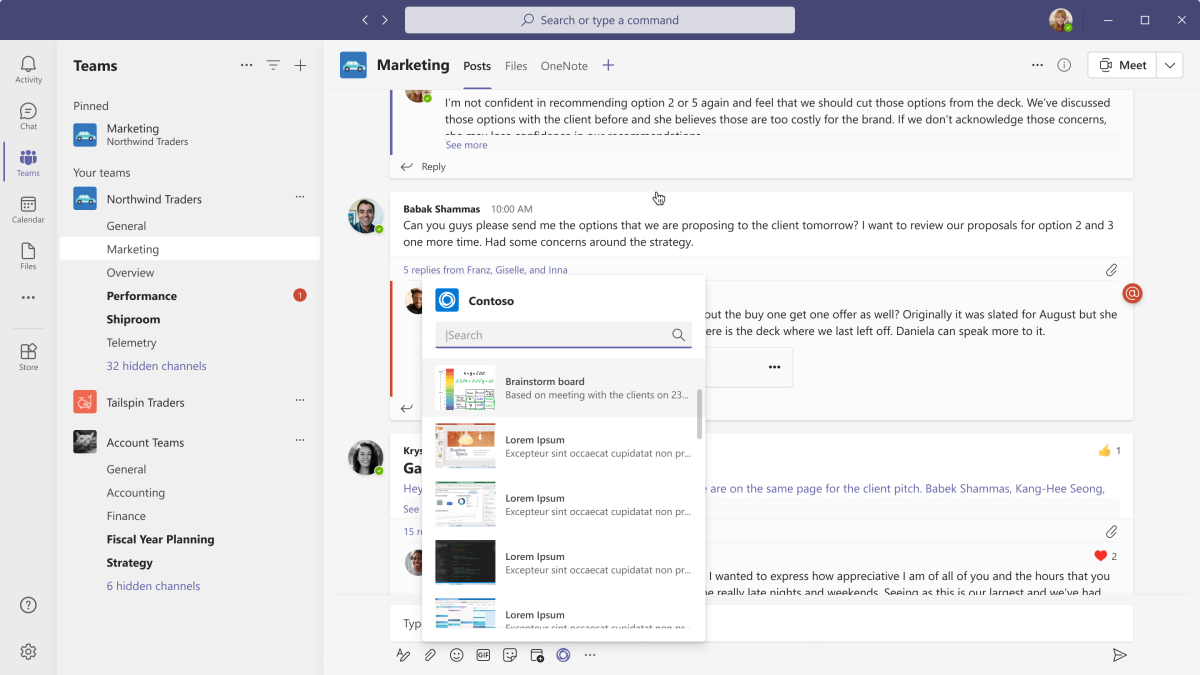 Search or type a command
Activity
Chat
Teams
Calendar
Files
Store
Teams
Pinned
Marketing
Northwind Traders
Your teams
Northwind Traders
General
Marketing
Overview
Performance
1
Shiproom
Telemetry
32 hidden channels
Tailspin Traders
Account Teams
General
Accounting
Finance
Fiscal Year Planning
Strategy
6 hidden channels
Marketing Posts Files OneNote
Meet
I'm not confident in recommending option 2 or 5 again and feel that we should cut those options from the deck. We've discussed
those options with the client before and she believes those are too costly for the brand. If we don't acknowledge those concerns,
she may lose confidence in our recommendations
See more
Reply
Babak Shammas 10:00 AM
Can you guys please send me the options that we are proposing to the client tomorrow? I want to review our proposals for option 2 and 3
one more time. Had some concerns around the strategy.
5 replies from Franz, Giselle, and Inna
out the buy one get one offer as well? Originally it was slated for August but she
ere is the deck where we last left off. Daniela can speak more to it.
Krys
1
Ga
Hey
e are on the same page for the client pitch. Babek Shammas, Kang-Hee Seong,
See
15 re
2
I wanted to express how appreciative I am of all of you and the hours that you
e really late nights and weekends. Seeing as this is our largest and we've had
Typ
GIF
Contoso
Search
Brainstorm board
Based on meeting with the clients on 23...
Lorem Ipsum
Excepteur sint occaecat cupidatat non pr...
Positive
Space
Lorem Ipsum
Excepteur sint occaecat cupidatat non pr...
Lorem Ipsum
Excepteur sint occaecat cupidatat non pr...
Lorem Ipsum
Excepteur sint occaecat cupidatat non pr...